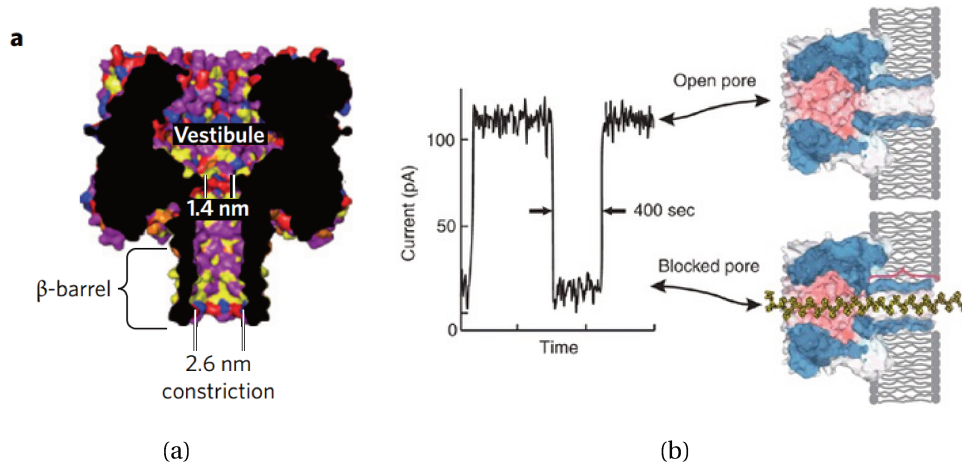 a
Vestibule
1.4 nm
β-barrel
2.6 nm
constriction
(a)
Open pore
100
Current (pA)
400 sec
50
Blocked pore
0
Time
(b)